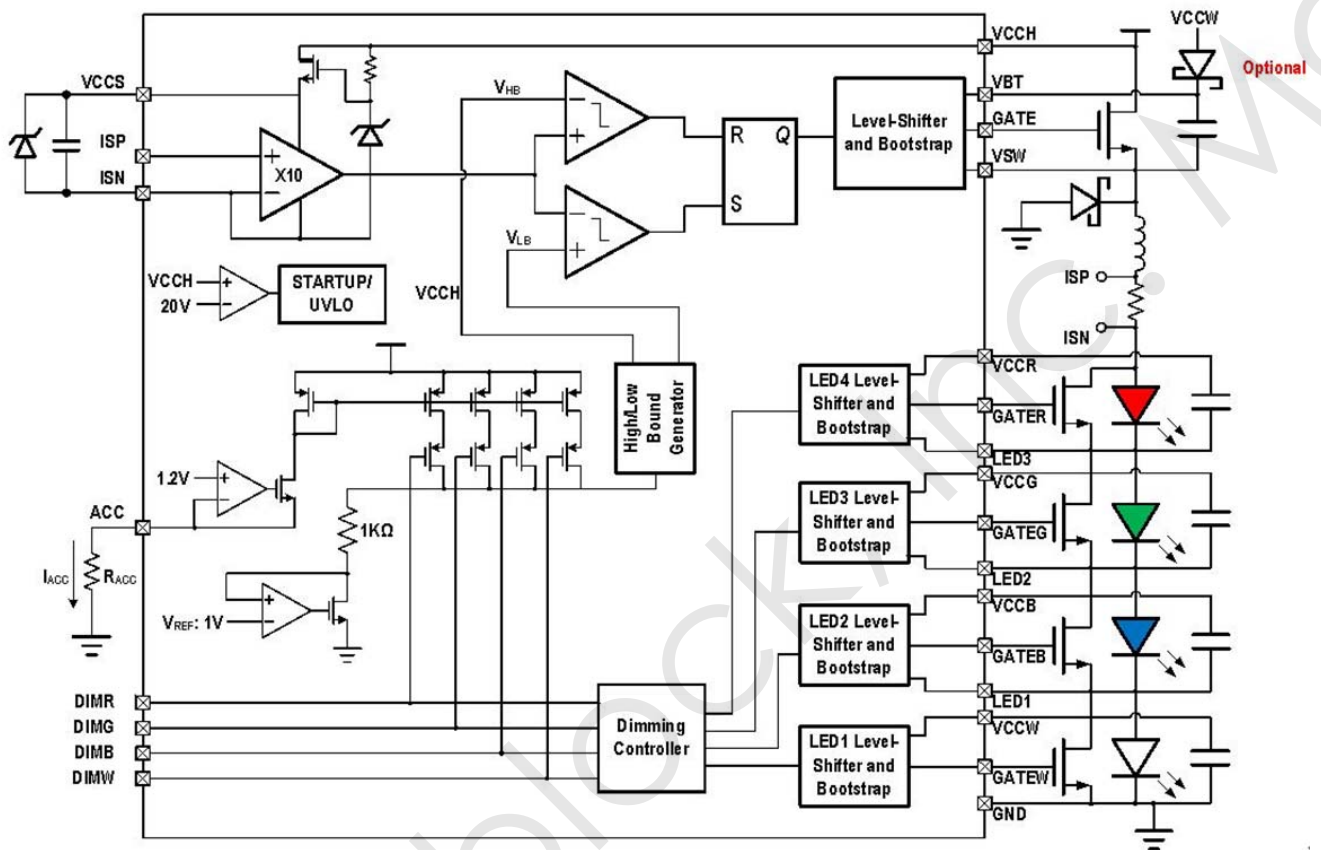 VCCW
Optional
VCCH
VBT
GATE
VSW
VCCS
ISP
ISN
X10
VHB
VLB
VCCH
R
Q
S
Level-Shifter
and Bootstrap
VCCH
20V
STARTUP/
UVLO
High/Low
Bound
Generator
ISP
ISN
1.2V
ACC
IACC
RACC
1KΩ
VREF: 1V
LED4 Level-
Shifter and
Bootstrap
VCCR
GATER
LED3
LED3 Level-
Shifter and
Bootstrap
VCCG
GATEG
LED2
LED2 Level-
Shifter and
Bootstrap
VCCB
GATEB
LED1
LED1 Level-
Shifter and
Bootstrap
VCCW
GATEW
GND
DIMR
DIMG
DIMB
DIMW
Dimming
Controller
block, Inc. M